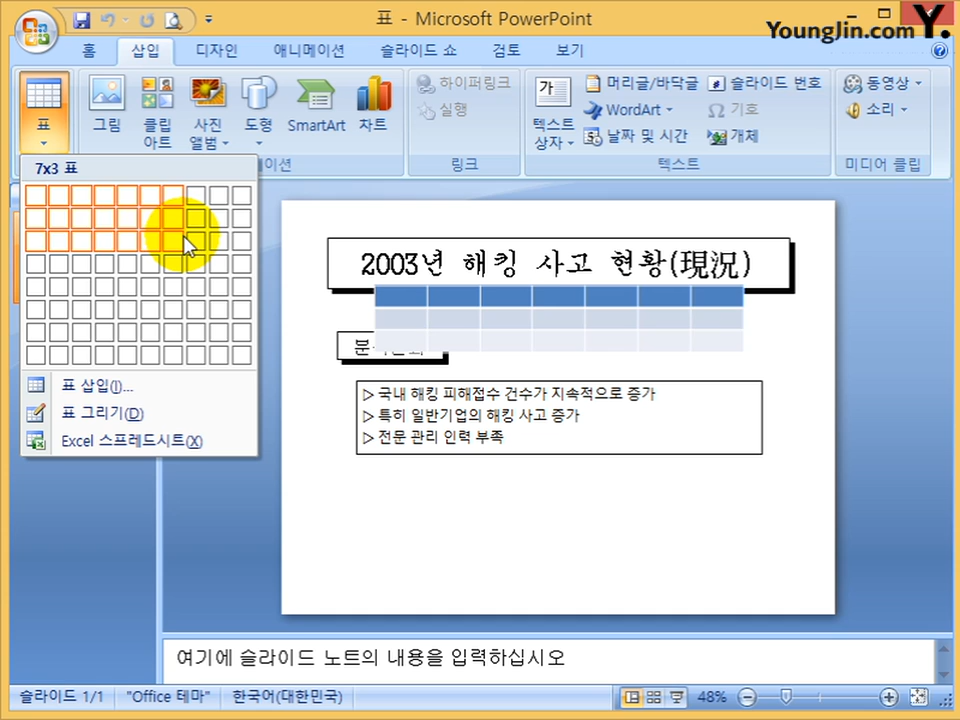 표 - Microsoft PowerPoint
YoungJin.com Y.
홈 삽입 디자인 애니메이션 슬라이드 쇼 검토 보기
표
그림
클립 아트
사진 앨범
도형
SmartArt
차트
하이퍼링크
실행
링크
가
텍스트 상자
머리글/바닥글
WordArt
날짜 및 시간
슬라이드 번호
기호
개체
텍스트
동영상
소리
미디어 클립
7x3 표
표 삽입(I)...
표 그리기(D)
Excel 스프레드시트(X)
2003년 해킹 사고 현황(現況)
▷ 국내 해킹 피해접수 건수가 지속적으로 증가
▷ 특히 일반기업의 해킹 사고 증가
▷ 전문 관리 인력 부족
여기에 슬라이드 노트의 내용을 입력하십시오
슬라이드 1/1 "Office 테마" 한국어(대한민국) 48%